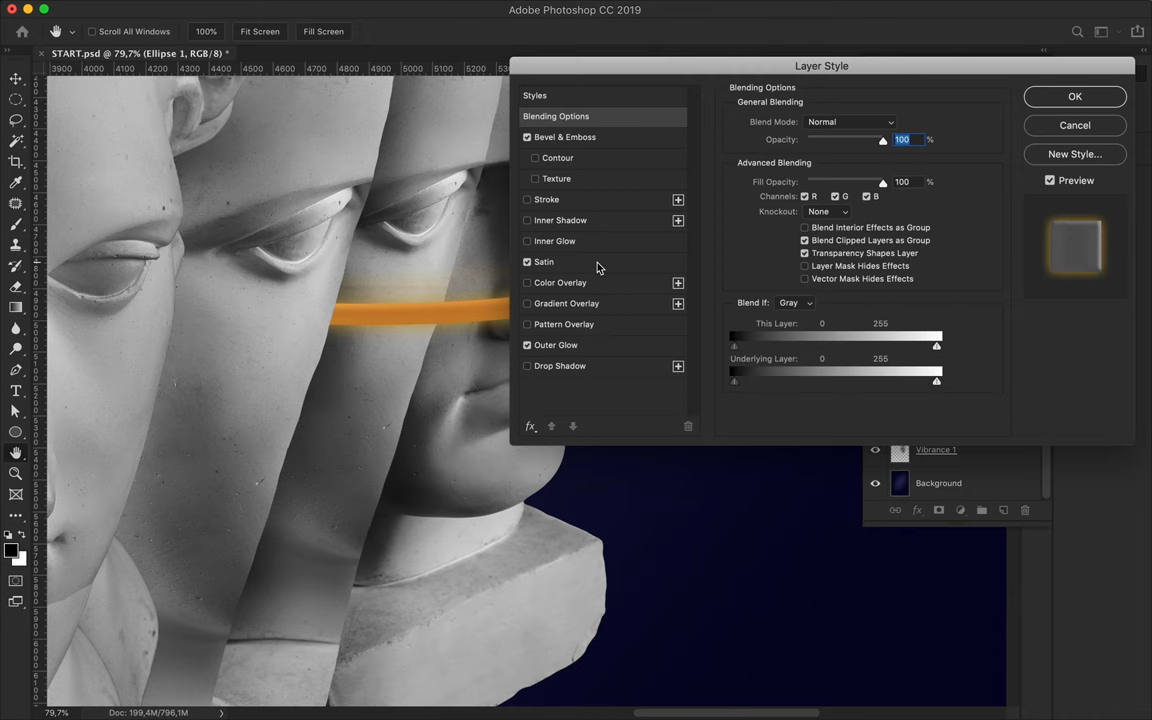 Adobe Photoshop CC 2019
Scroll All Windows
100%
Fit Screen
Fill Screen
START.psd @ 79,7% (Ellipse 1, RGB/8) *
3900 4000 4100 4200 4300 4400 4500 4600 4700 4800 4900 5000 5100 5200
Layer Style
Styles
Blending Options
Bevel & Emboss
Contour
Texture
Stroke
Inner Shadow
Inner Glow
Satin
Color Overlay
Gradient Overlay
Pattern Overlay
Outer Glow
Drop Shadow
fx
Blending Options
General Blending
Blend Mode: Normal
Opacity: 100 %
Advanced Blending
Fill Opacity: 100 %
Channels: R G B
Knockout: None
Blend Interior Effects as Group
Blend Clipped Layers as Group
Transparency Shapes Layer
Layer Mask Hides Effects
Vector Mask Hides Effects
Blend If: Gray
This Layer: 0 255
Underlying Layer: 0 255
OK
Cancel
New Style...
Preview
Vibrance 1
Background
fx
79,7%
Doc: 199,4M/796,1M